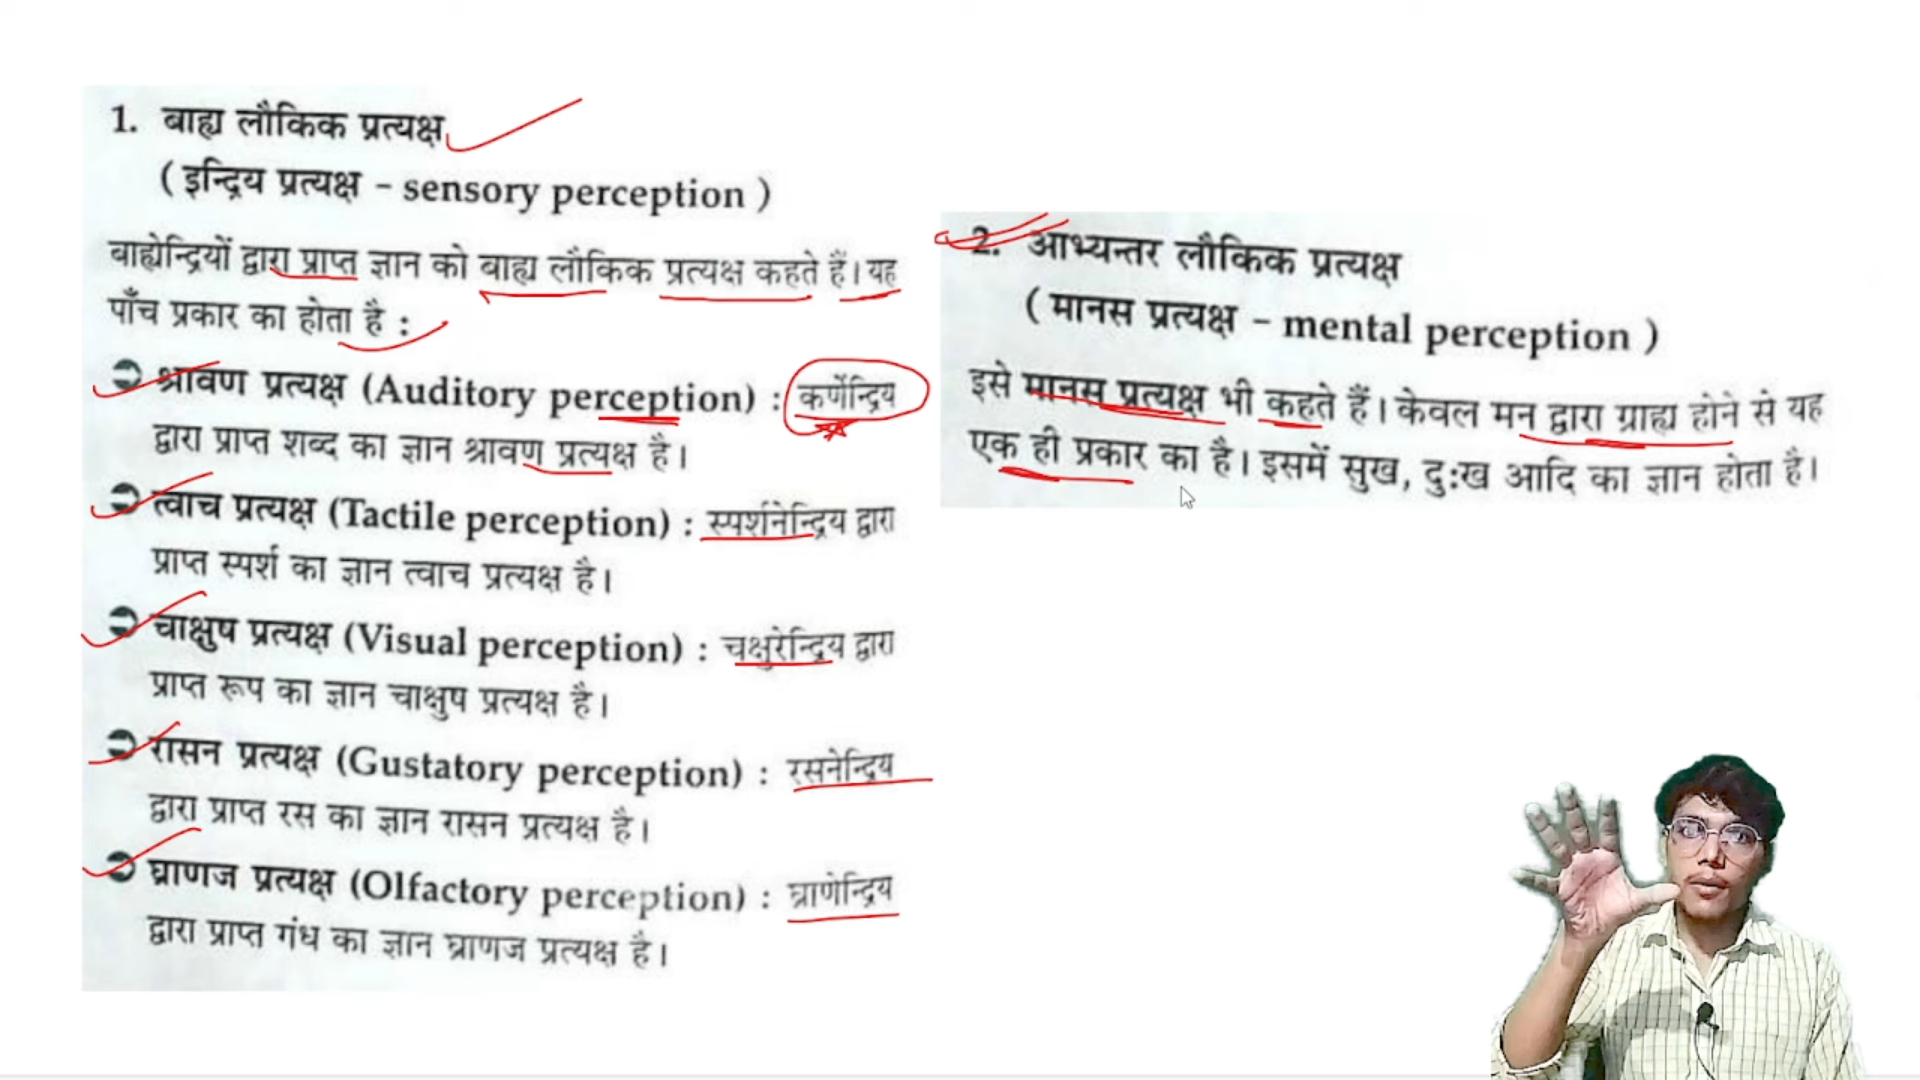 1. बाह्य लौकिक प्रत्यक्ष
( इन्द्रिय प्रत्यक्ष – sensory perception )
बाह्येन्द्रियों द्वारा प्राप्त ज्ञान को बाह्य लौकिक प्रत्यक्ष कहते हैं। यह
पाँच प्रकार का होता है :
श्रावण प्रत्यक्ष (Auditory perception) : कर्णेन्द्रिय
द्वारा प्राप्त शब्द का ज्ञान श्रावण प्रत्यक्ष है।
त्वाच प्रत्यक्ष (Tactile perception) : स्पर्शनेन्द्रिय द्वारा
प्राप्त स्पर्श का ज्ञान त्वाच प्रत्यक्ष है।
चाक्षुष प्रत्यक्ष (Visual perception) : चक्षुरेन्द्रिय द्वारा
प्राप्त रूप का ज्ञान चाक्षुष प्रत्यक्ष है।
रासन प्रत्यक्ष (Gustatory perception) : रसनेन्द्रिय
द्वारा प्राप्त रस का ज्ञान रासन प्रत्यक्ष है।
घ्राणज प्रत्यक्ष (Olfactory perception) : घ्राणेन्द्रिय
द्वारा प्राप्त गंध का ज्ञान घ्राणज प्रत्यक्ष है।
2. आभ्यन्तर लौकिक प्रत्यक्ष
( मानस प्रत्यक्ष – mental perception )
इसे मानस प्रत्यक्ष भी कहते हैं। केवल मन द्वारा ग्राह्य होने से यह
एक ही प्रकार का है। इसमें सुख, दुःख आदि का ज्ञान होता है।